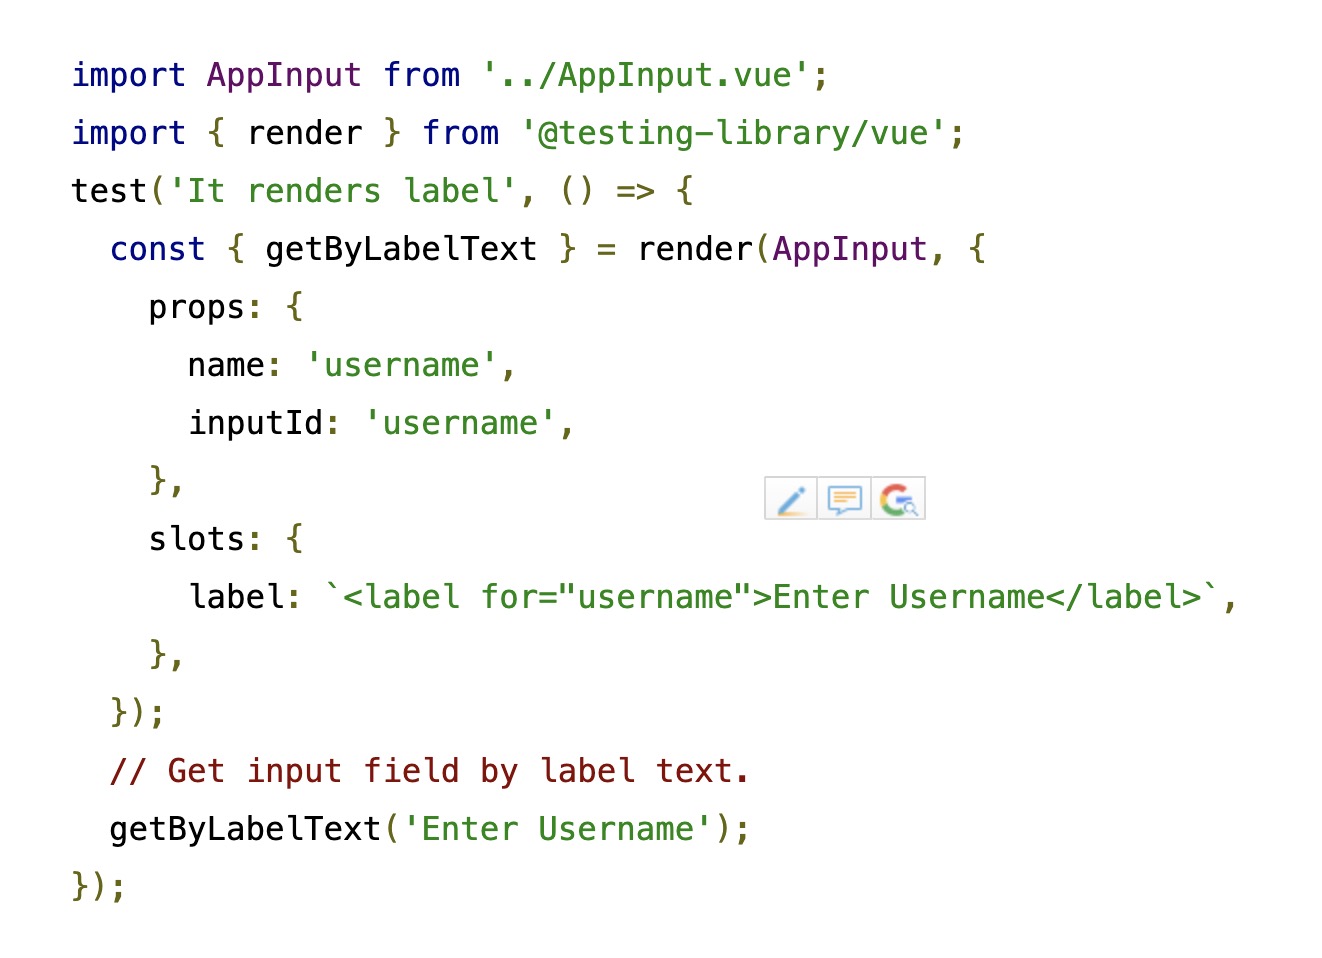 import AppInput from '../AppInput.vue';
import { render } from '@testing-library/vue';
test('It renders label', () => {
  const { getByLabelText } = render(AppInput, {
    props: {
      name: 'username',
      inputId: 'username',
    },
    slots: {
      label: `<label for="username">Enter Username</label>`,
    },
  });
  // Get input field by label text.
  getByLabelText('Enter Username');
});